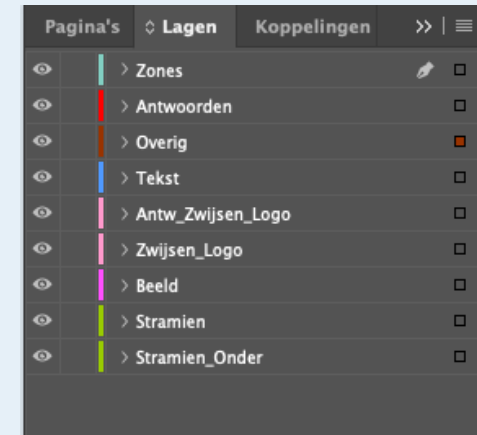 Pagina's Lagen Koppelingen
Zones
Antwoorden
Overig
Tekst
Antw_Zwijsen_Logo
Zwijsen_Logo
Beeld
Stramien
Stramien_Onder